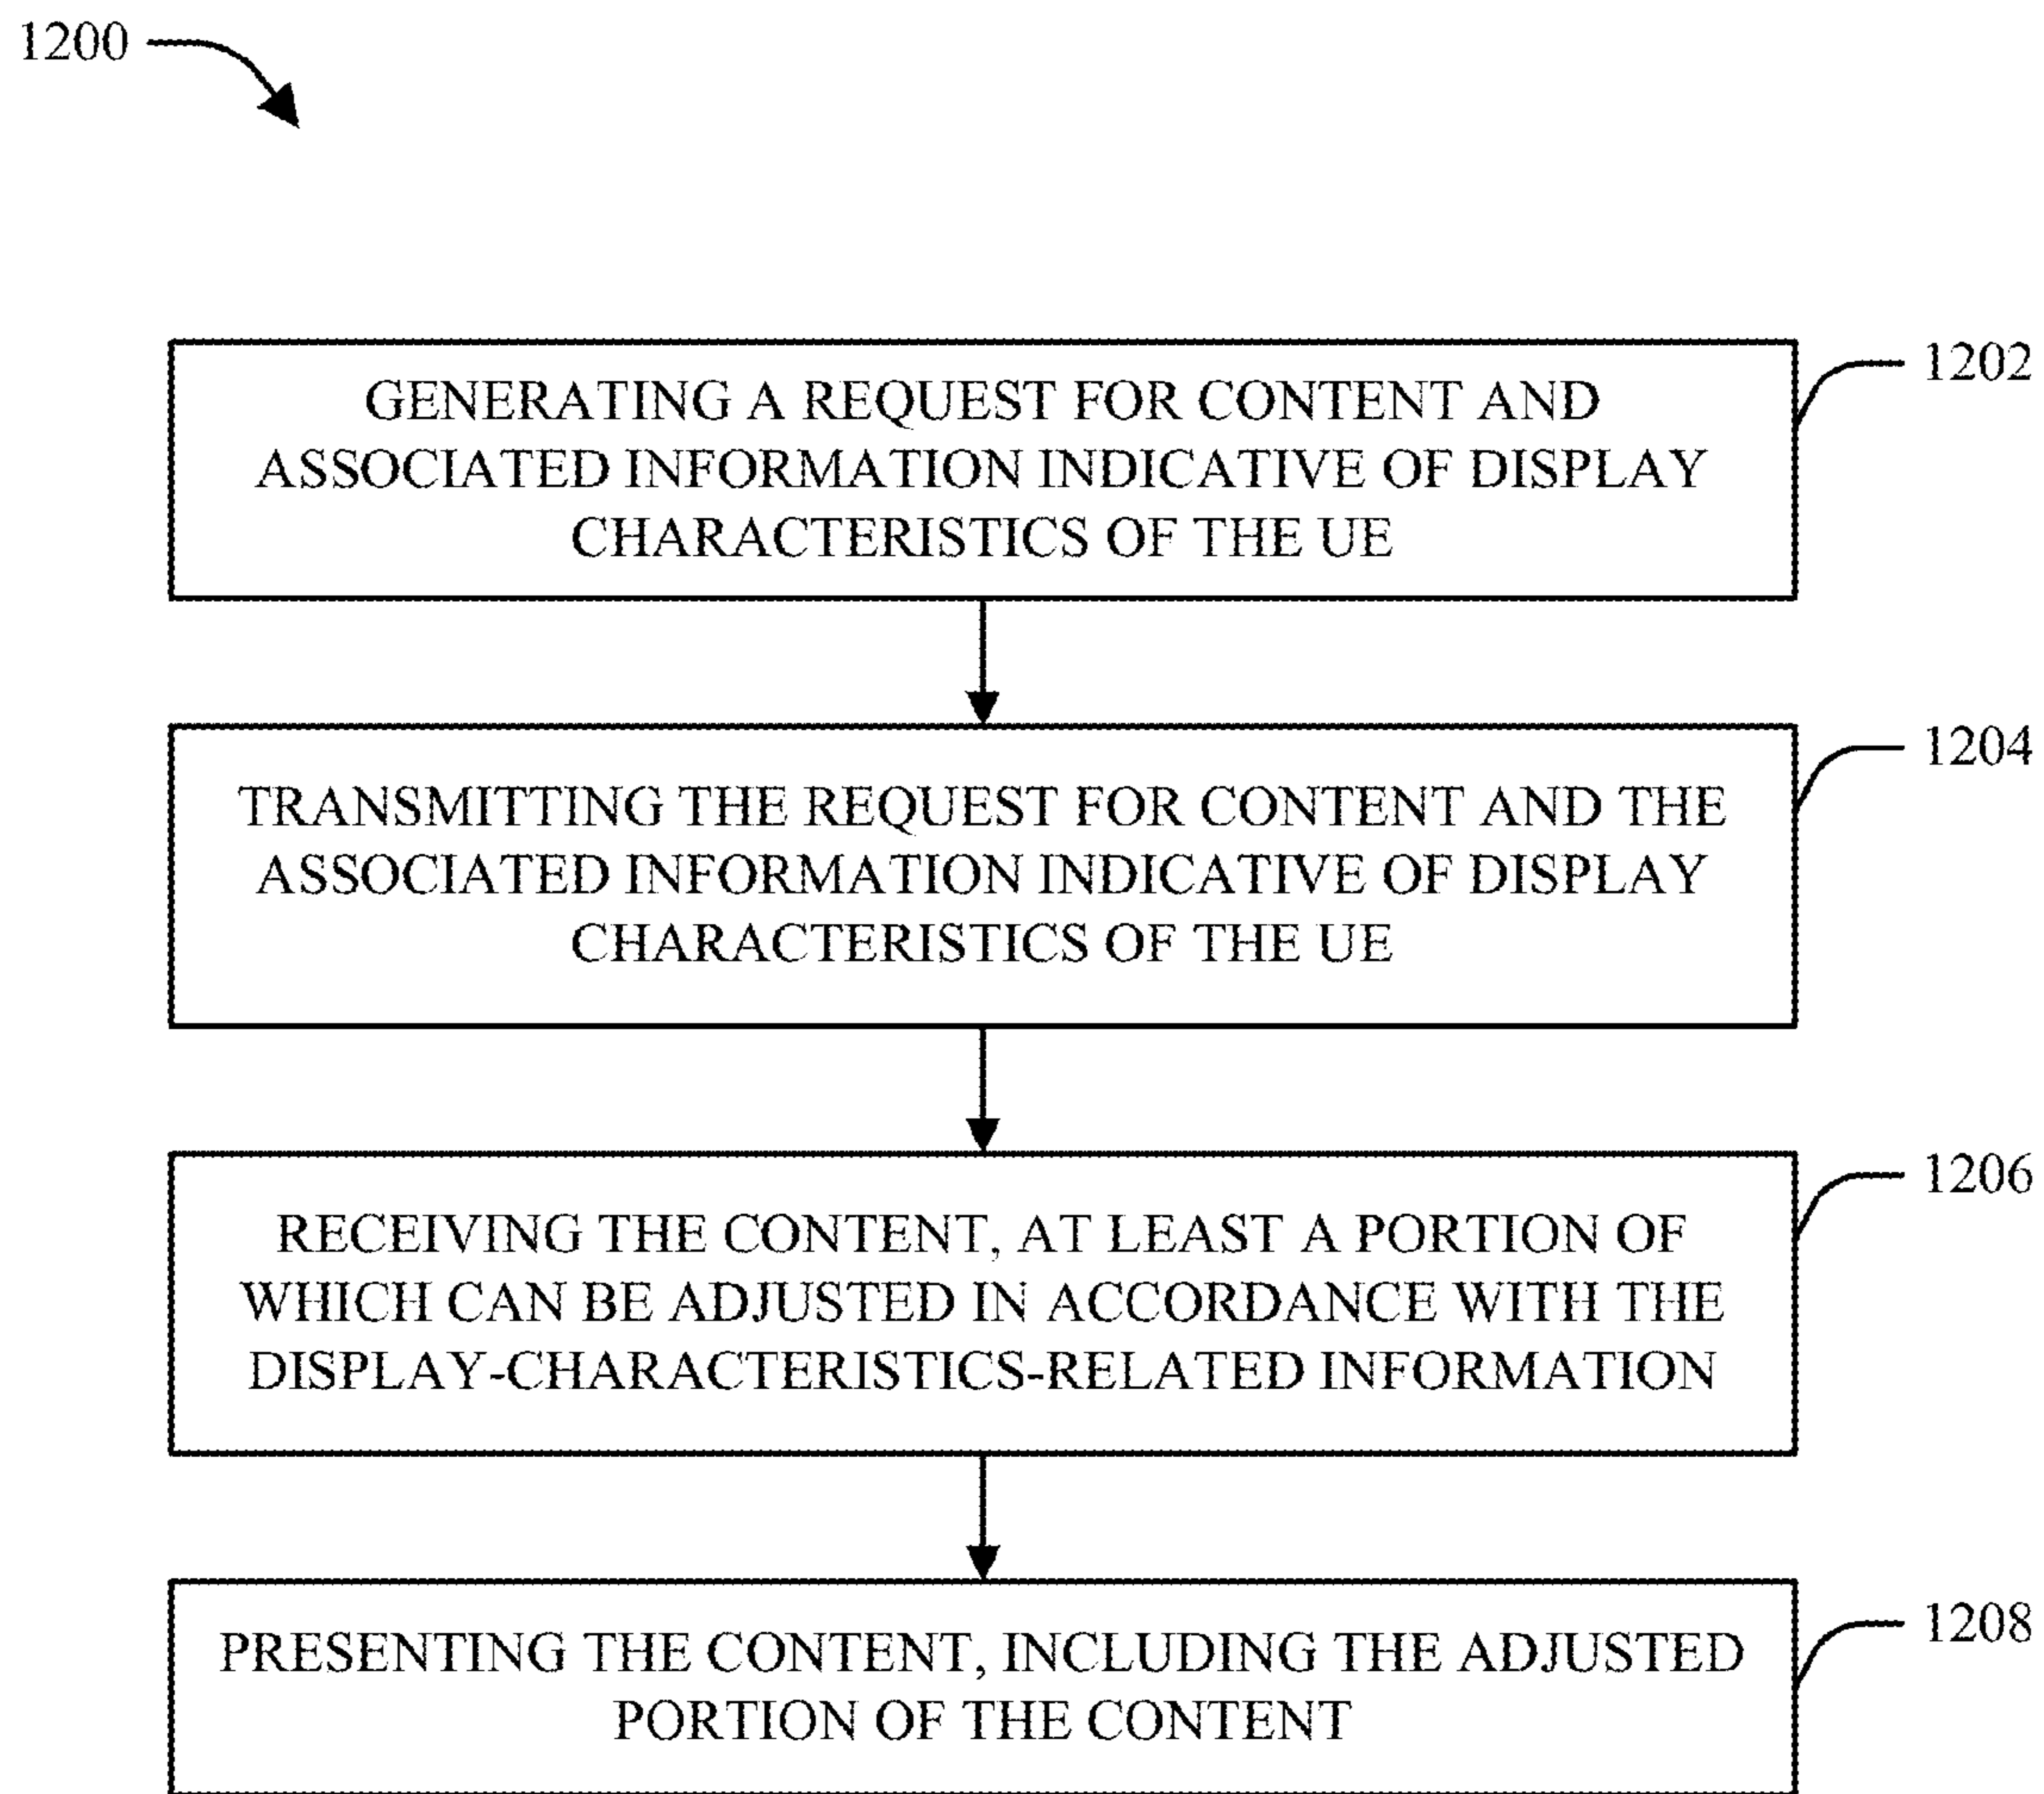 1200
GENERATING A REQUEST FOR CONTENT AND
ASSOCIATED INFORMATION INDICATIVE OF DISPLAY
CHARACTERISTICS OF THE UE
1202
TRANSMITTING THE REQUEST FOR CONTENT AND THE
ASSOCIATED INFORMATION INDICATIVE OF DISPLAY
CHARACTERISTICS OF THE UE
1204
RECEIVING THE CONTENT, AT LEAST A PORTION OF
WHICH CAN BE ADJUSTED IN ACCORDANCE WITH THE
DISPLAY-CHARACTERISTICS-RELATED INFORMATION
1206
PRESENTING THE CONTENT, INCLUDING THE ADJUSTED
PORTION OF THE CONTENT
1208